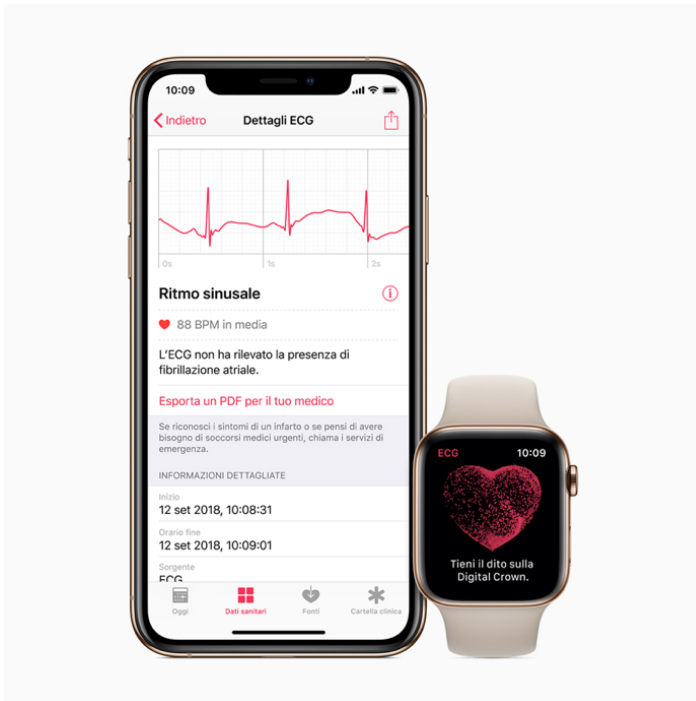 10:09
Indietro
Dettagli ECG
0s
1s
2s
Ritmo sinusale
88 BPM in media
L'ECG non ha rilevato la presenza di
fibrillazione atriale.
Esporta un PDF per il tuo medico
Se riconosci i sintomi di un infarto o se pensi di avere
bisogno di soccorsi medici urgenti, chiama i servizi di
emergenza.
INFORMAZIONI DETTAGLIATE
Inizio
12 set 2018, 10:08:31
Orario fine
12 set 2018, 10:09:01
Sorgente
ECG
Oggi
Dati sanitari
Fonti
Cartella clinica
ECG
10:09
Tieni il dito sulla
Digital Crown.